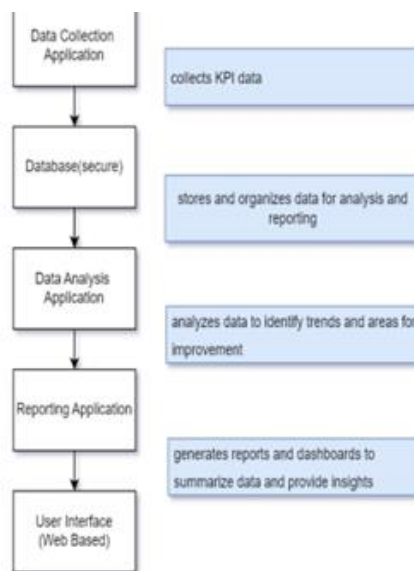 Data Collection
Application
collects KPI data
Database(secure)
stores and organizes data for analysis and
reporting
Data Analysis
Application
analyzes data to identify trends and areas for
improvement
Reporting Application
generates reports and dashboards to
summarize data and provide insights
User Interface
(Web Based)